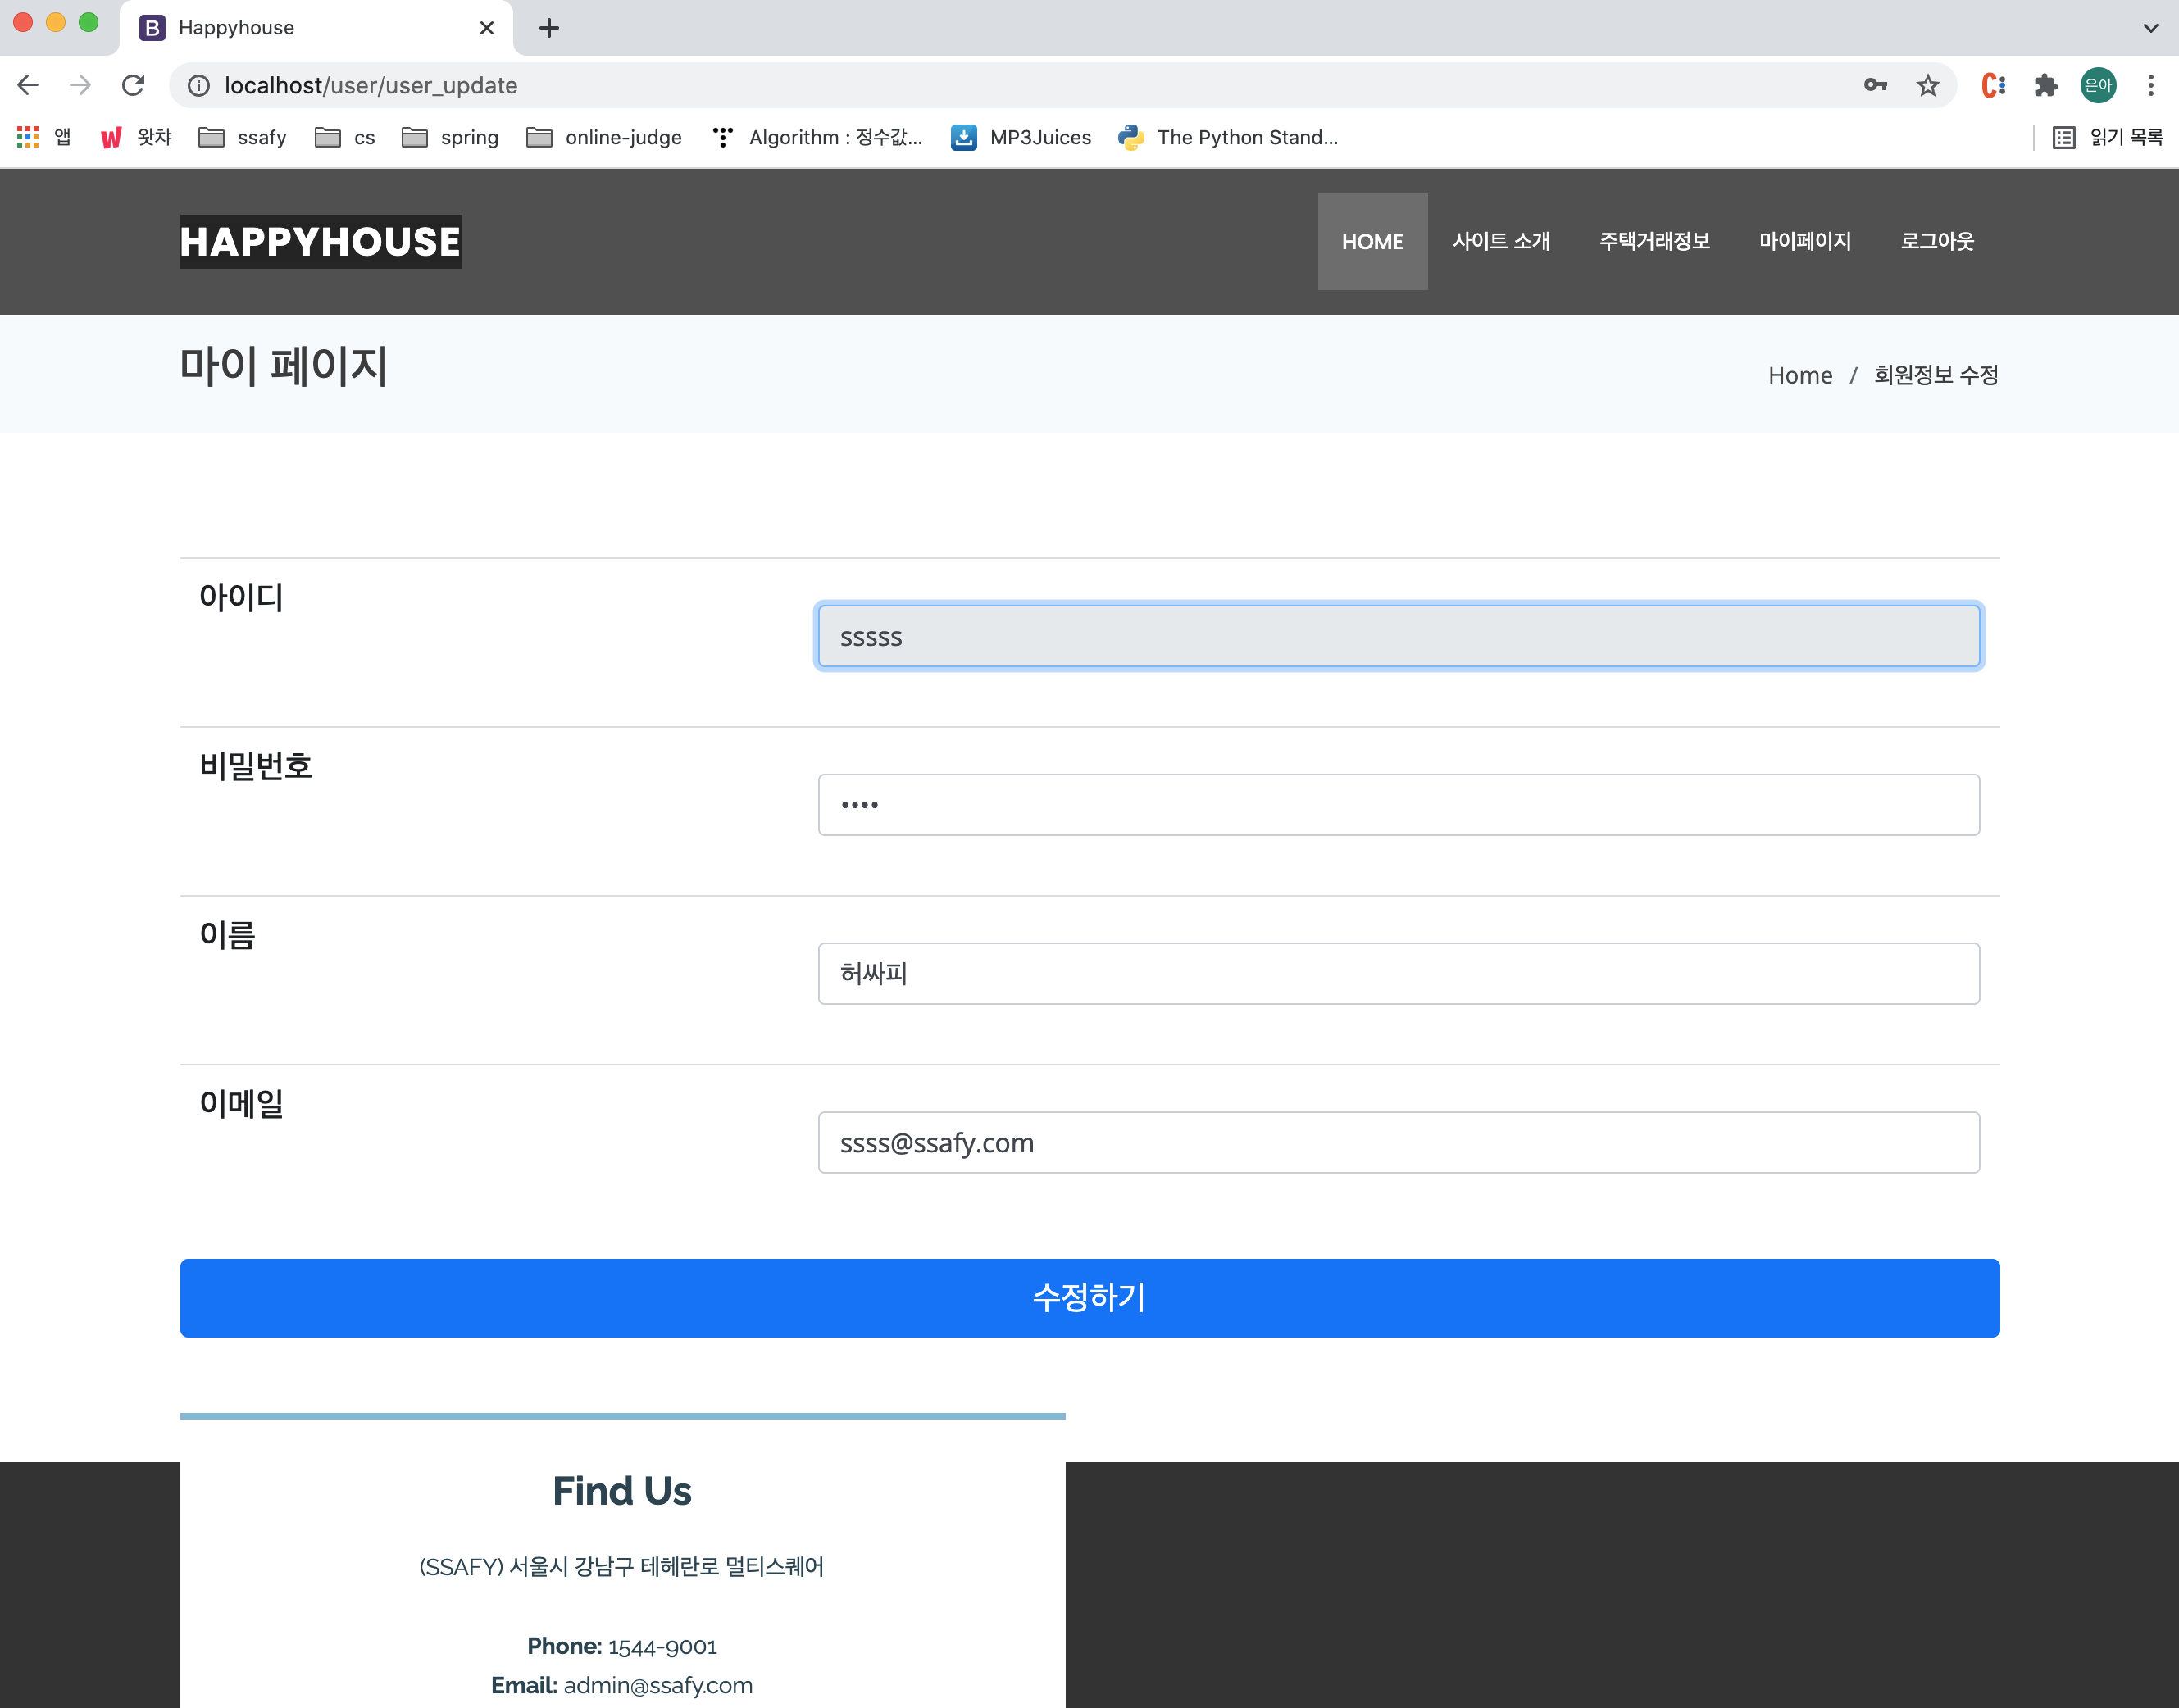 Happyhouse
localhost/user/user_update
은아
앱 왓챠 ssafy cs spring online-judge Algorithm : 정수값... MP3Juices The Python Stand... 읽기 목록
HAPPYHOUSE HOME 사이트 소개 주택거래정보 마이페이지 로그아웃
마이 페이지
Home / 회원정보 수정
아이디
sssss
비밀번호
••••
이름
허싸피
이메일
ssss@ssafy.com
수정하기
Find Us
(SSAFY) 서울시 강남구 테헤란로 멀티스퀘어
Phone: 1544-9001
Email: admin@ssafy.com